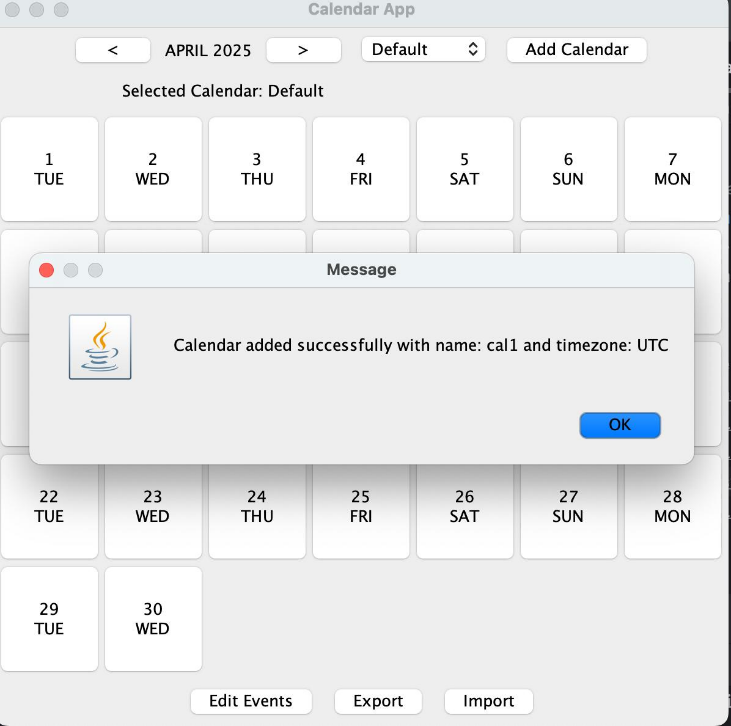 Calendar App
< APRIL 2025 > Default Add Calendar
Selected Calendar: Default
1 2 3 4 5 6 7
TUE WED THU FRI SAT SUN MON
Message
Calendar added successfully with name: cal1 and timezone: UTC
OK
22 23 24 25 26 27 28
TUE WED THU FRI SAT SUN MON
29 30
TUE WED
Edit Events Export Import